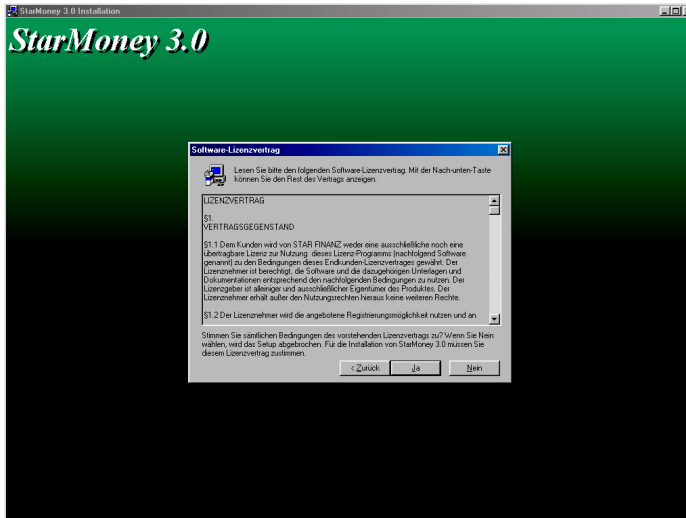 StarMoney 3.0 Installation
StarMoney 3.0
Software-Lizenzvertrag
Lesen Sie bitte den folgenden Software-Lizenzvertrag. Mit der Nach-unten-Taste
können Sie den Rest des Vertrags anzeigen.
LIZENZVERTRAG
§1.
VERTRAGSGEGENSTAND
§1.1 Dem Kunden wird von STAR FINANZ weder eine ausschließliche noch eine
übertragbare Lizenz zur Nutzung dieses Lizenz-Programms (nachfolgend Software
genannt) zu den Bedingungen dieses Endkunden-Lizenzvertrages gewährt. Der
Lizenznehmer ist berechtigt, die Software und die dazugehörigen Unterlagen und
Dokumentationen entsprechend den nachfolgenden Bedingungen zu nutzen. Der
Lizenzgeber ist alleiniger und ausschließlicher Eigentümer des Produktes. Der
Lizenznehmer erhält außer den Nutzungsrechten hieraus keine weiteren Rechte.
§1.2 Der Lizenznehmer wird die angebotene Registrierungsmöglichkeit nutzen und an
Stimmen Sie sämtlichen Bedingungen des vorstehenden Lizenzvertrags zu? Wenn Sie Nein
wählen, wird das Setup abgebrochen. Für die Installation von StarMoney 3.0 müssen Sie
diesem Lizenzvertrag zustimmen.
< Zurück Ja Nein